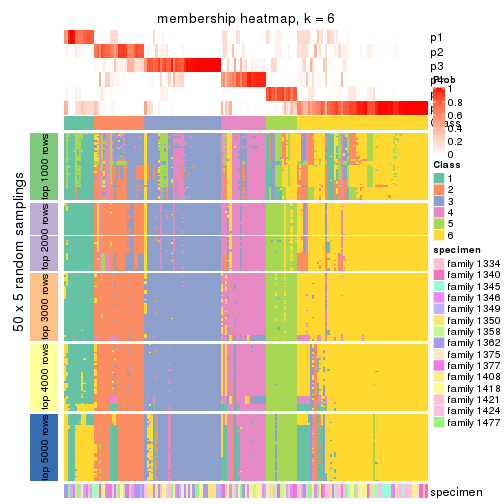 membership heatmap, k = 6
p1
p2
p3
Prob
1
0.8
0.6
0.4
0.2
0
Class
1
2
3
4
5
6
specimen
family 1334
family 1340
family 1345
family 1346
family 1349
family 1350
family 1358
family 1362
family 1375
family 1377
family 1408
family 1418
family 1421
family 1424
family 1477
50 x 5 random samplings
top 1000 rows
top 2000 rows
top 3000 rows
top 4000 rows
top 5000 rows
specimen